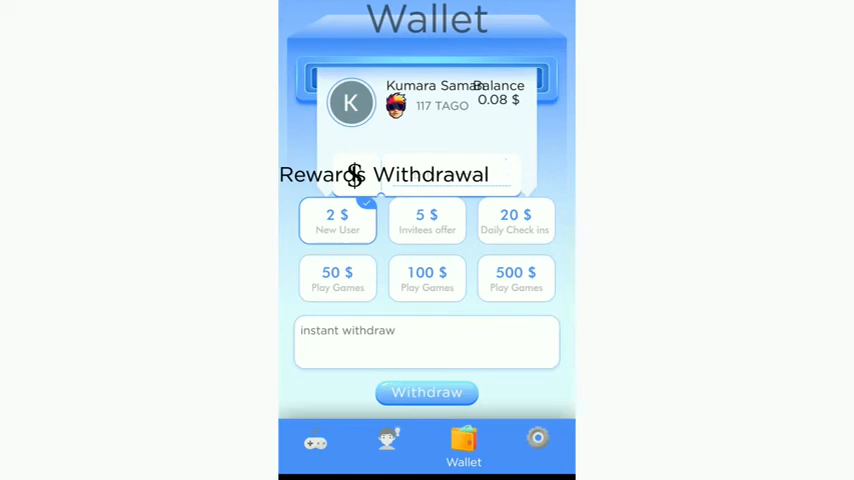 Wallet
Kumara Saman Balance
K
117 TAGO 0.08 $
Rewards Withdrawal
$
2 $ 5 $ 20 $
New User Invitees offer Daily Check ins
50 $ 100 $ 500 $
Play Games Play Games Play Games
instant withdraw
Withdraw
Wallet